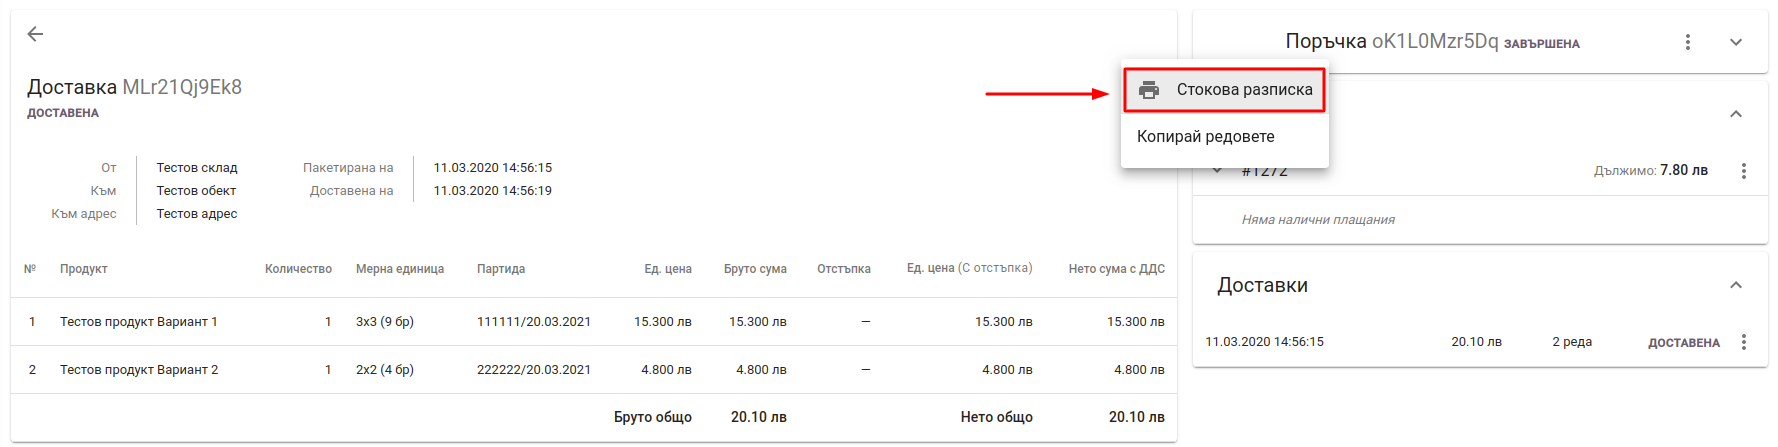 Доставка MLr21Qj9Ek8
ДОСТАВЕНА
От Тестов склад Пакетирана на 11.03.2020 14:56:15
Към Тестов обект Доставена на 11.03.2020 14:56:19
Към адрес Тестов адрес
№ Продукт Количество Мерна единица Партида Ед. цена Бруто сума Отстъпка Ед. цена (С отстъпка) Нето сума с ДДС
1 Тестов продукт Вариант 1 1 3x3 (9 бр) 111111/20.03.2021 15.300 лв 15.300 лв — 15.300 лв 15.300 лв
2 Тестов продукт Вариант 2 1 2x2 (4 бр) 222222/20.03.2021 4.800 лв 4.800 лв — 4.800 лв 4.800 лв
Бруто общо 20.10 лв Нето общо 20.10 лв
Стокова разписка
Копирай редовете
Поръчка oK1L0Mzr5Dq ЗАВЪРШЕНА
#1272 Дължимо: 7.80 лв
Няма налични плащания
Доставки
11.03.2020 14:56:15 20.10 лв 2 реда ДОСТАВЕНА